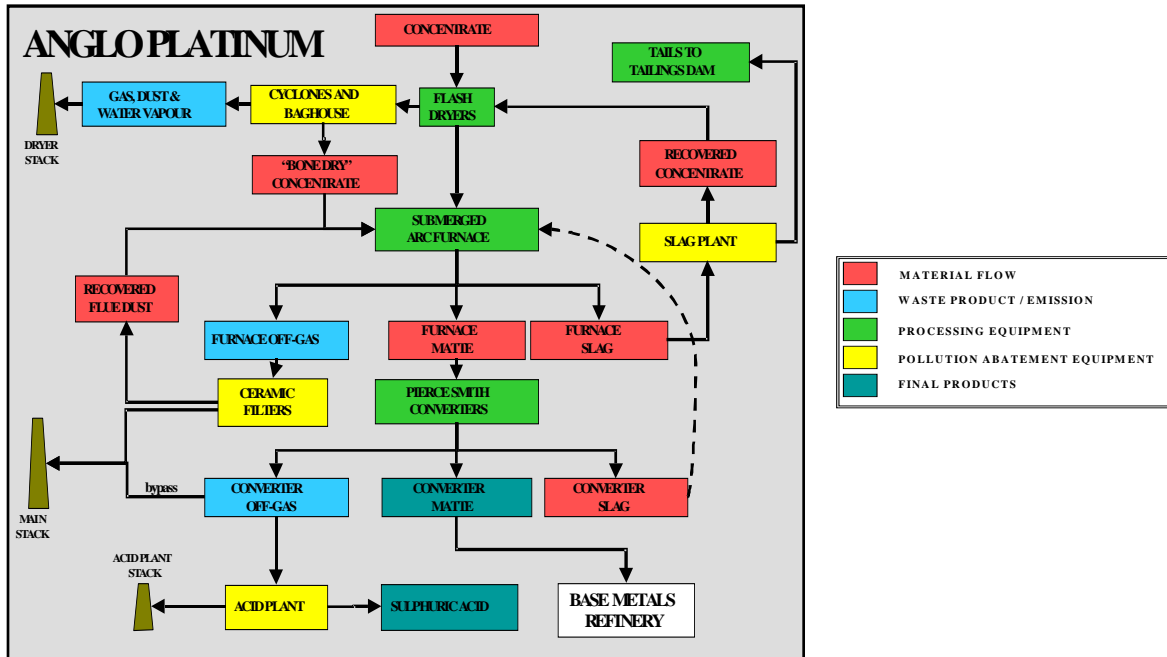 ANGLO PLATINUM
CONCENTRATE
TAILS TO
TAILINGS DAM
GAS, DUST &
WATER VAPOUR
CYCLONES AND
BAGHOUSE
FLASH
DRYERS
DRYER
STACK
"BONE DRY"
CONCENTRATE
RECOVERED
CONCENTRATE
SUBMERGED
ARC FURNACE
SLAG PLANT
RECOVERED
FLUE DUST
FURNACE OFF-GAS
FURNACE
MATTE
FURNACE
SLAG
CERAMIC
FILTERS
PIERCE SMITH
CONVERTERS
bypass
CONVERTER
OFF-GAS
CONVERTER
MATTE
CONVERTER
SLAG
MAIN
STACK
ACID PLANT
STACK
ACID PLANT
SULPHURIC ACID
BASE METALS
REFINERY
MATERIAL FLOW
WASTE PRODUCT / EMISSION
PROCESSING EQUIPMENT
POLLUTION ABATEMENT EQUIPMENT
FINAL PRODUCTS